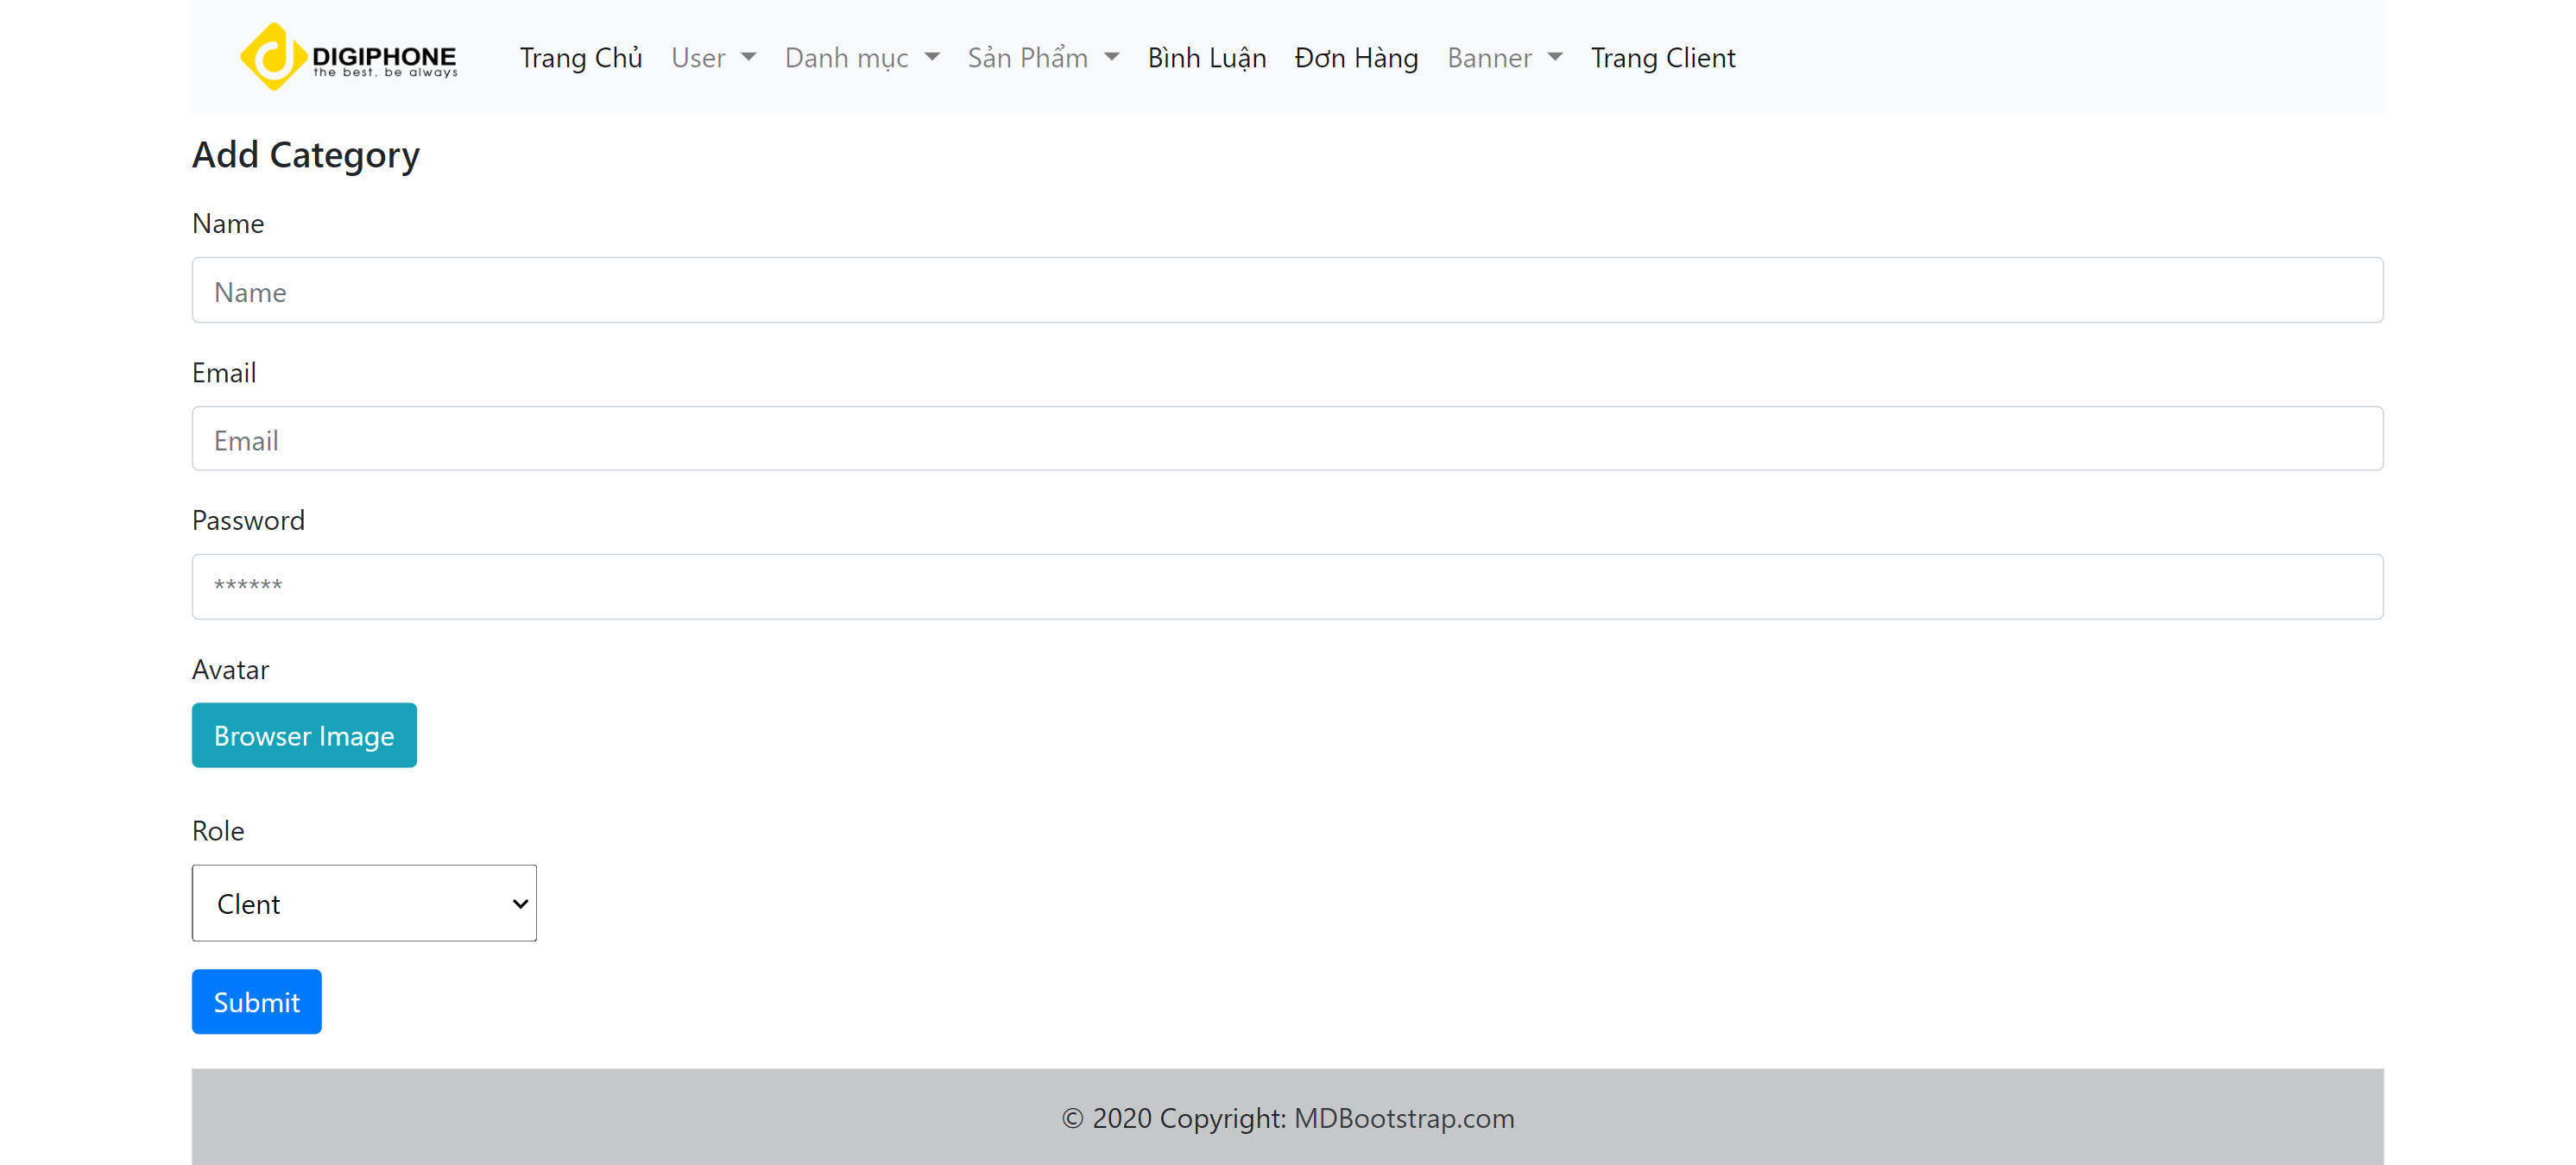 DIGIPHONE
the best, be always
Trang Chủ User Danh mục Sản Phẩm Bình Luận Đơn Hàng Banner Trang Client
Add Category
Name
Name
Email
Email
Password
******
Avatar
Browser Image
Role
Clent
Submit
© 2020 Copyright: MDBootstrap.com